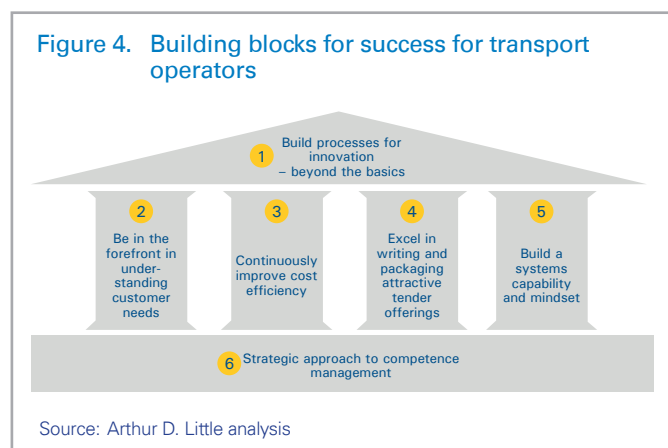 Figure 4. Building blocks for success for transport
operators
1
Build processes for
innovation
– beyond the basics
2
Be in the
forefront in
under-
standing
customer
needs
3
Continuously
improve cost
efficiency
4
Excel in
writing and
packaging
attractive
tender
offerings
5
Build a
systems
capability
and mindset
6 Strategic approach to competence
management
Source: Arthur D. Little analysis